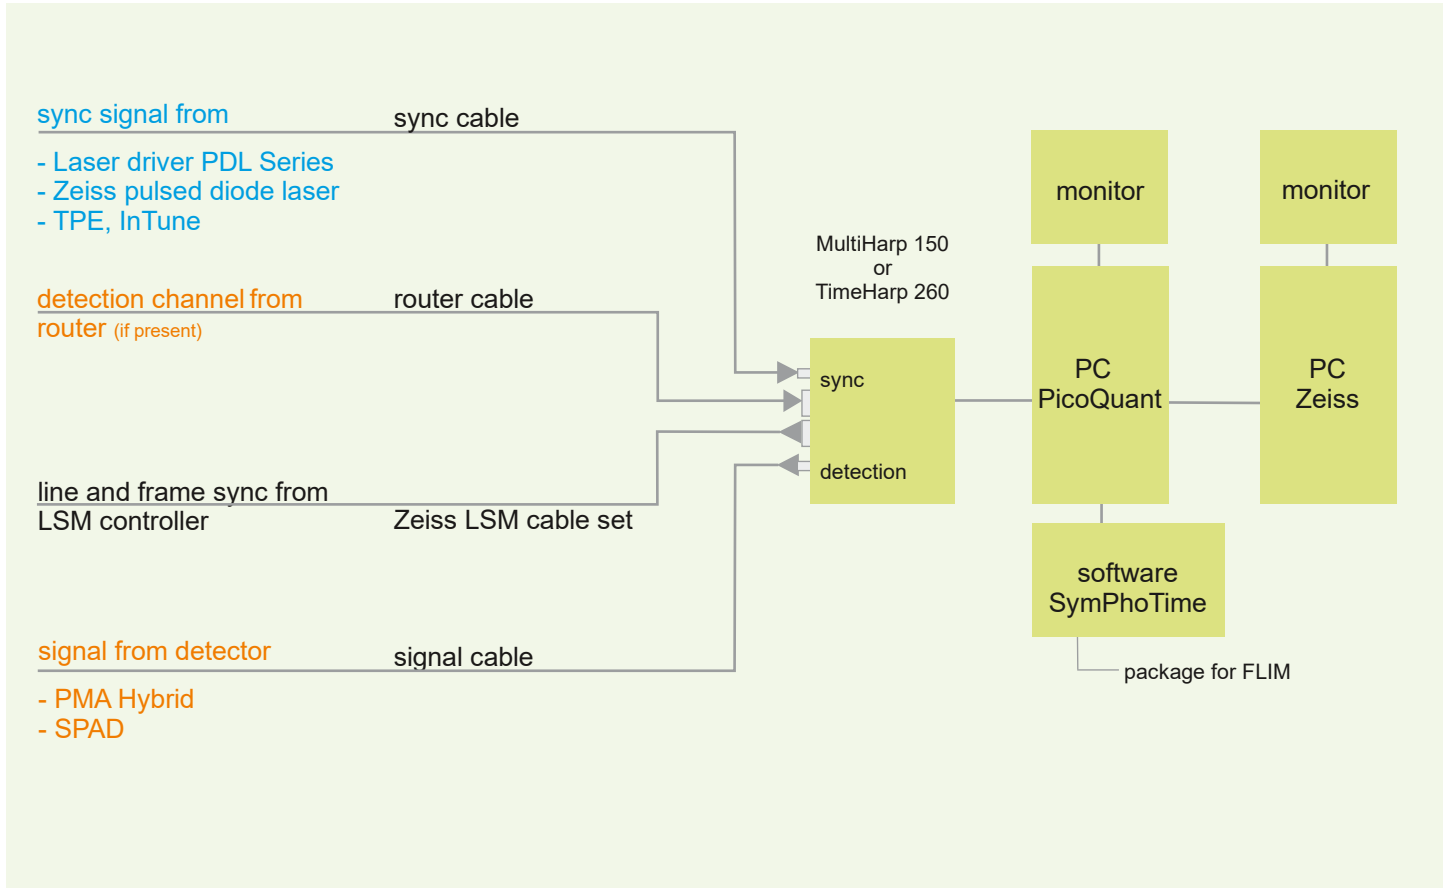 sync signal from
sync cable
- Laser driver PDL Series
- Zeiss pulsed diode laser
- TPE, InTune
detection channel from
router (if present)
router cable
line and frame sync from
LSM controller
Zeiss LSM cable set
signal from detector
signal cable
- PMA Hybrid
- SPAD
MultiHarp 150
or
TimeHarp 260
sync
detection
monitor
monitor
PC
PicoQuant
PC
Zeiss
software
SymPhoTime
package for FLIM